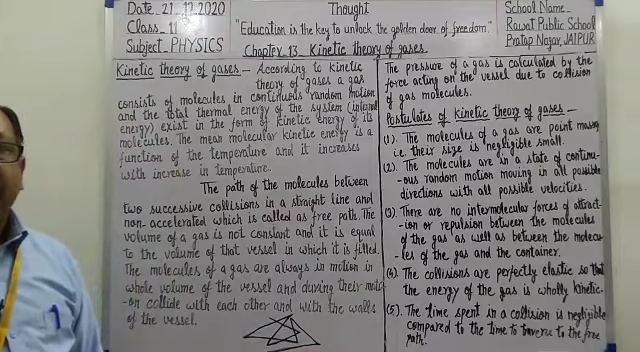 Date 21.12.2020
Class 11
Subject PHYSICS
Thought
"Education is the key to unlock the golden door of freedom"
Chapter 13 Kinetic theory of gases.
School Name-
Rawat Public School
Pratap Nagar, JAIPUR
Kinetic theory of gases - According to kinetic
theory of gases a gas
consists of molecules in continuous random motion
and the total thermal energy of the system (internal
energy) exist in the form of kinetic energy of its
molecules. The mean molecular kinetic energy is a
function of the temperature and it increases
with increase in temperature.
The path of the molecules between
two successive collisions in a straight line and
non-accelerated which is called as free path. The
volume of a gas is not constant and it is equal
to the volume of that vessel in which it is filled.
The molecules of a gas are always in motion in
whole volume of the vessel and during their moti
-on collide with each other and with the walls
of the vessel.
The pressure of a gas is calculated by the
force acting on the vessel due to collision
of gas molecules.
Postulates of kinetic theory of gases -
(1). The molecules of a gas are point masses
i.e. their size is negligible small.
(2). The molecules are in a state of continu-
-ous random motion moving in all possible
directions with all possible velocities.
(3). There are no intermolecular forces of attract-
-ion or repulsion between the molecules
of the gas as well as between the molecu-
-les of the gas and the container.
(4). The collisions are perfectly elastic so that
the energy of the gas is wholly kinetic.
(5). The time spent in a collision is negligible
compared to the time to traverse to the free
path.